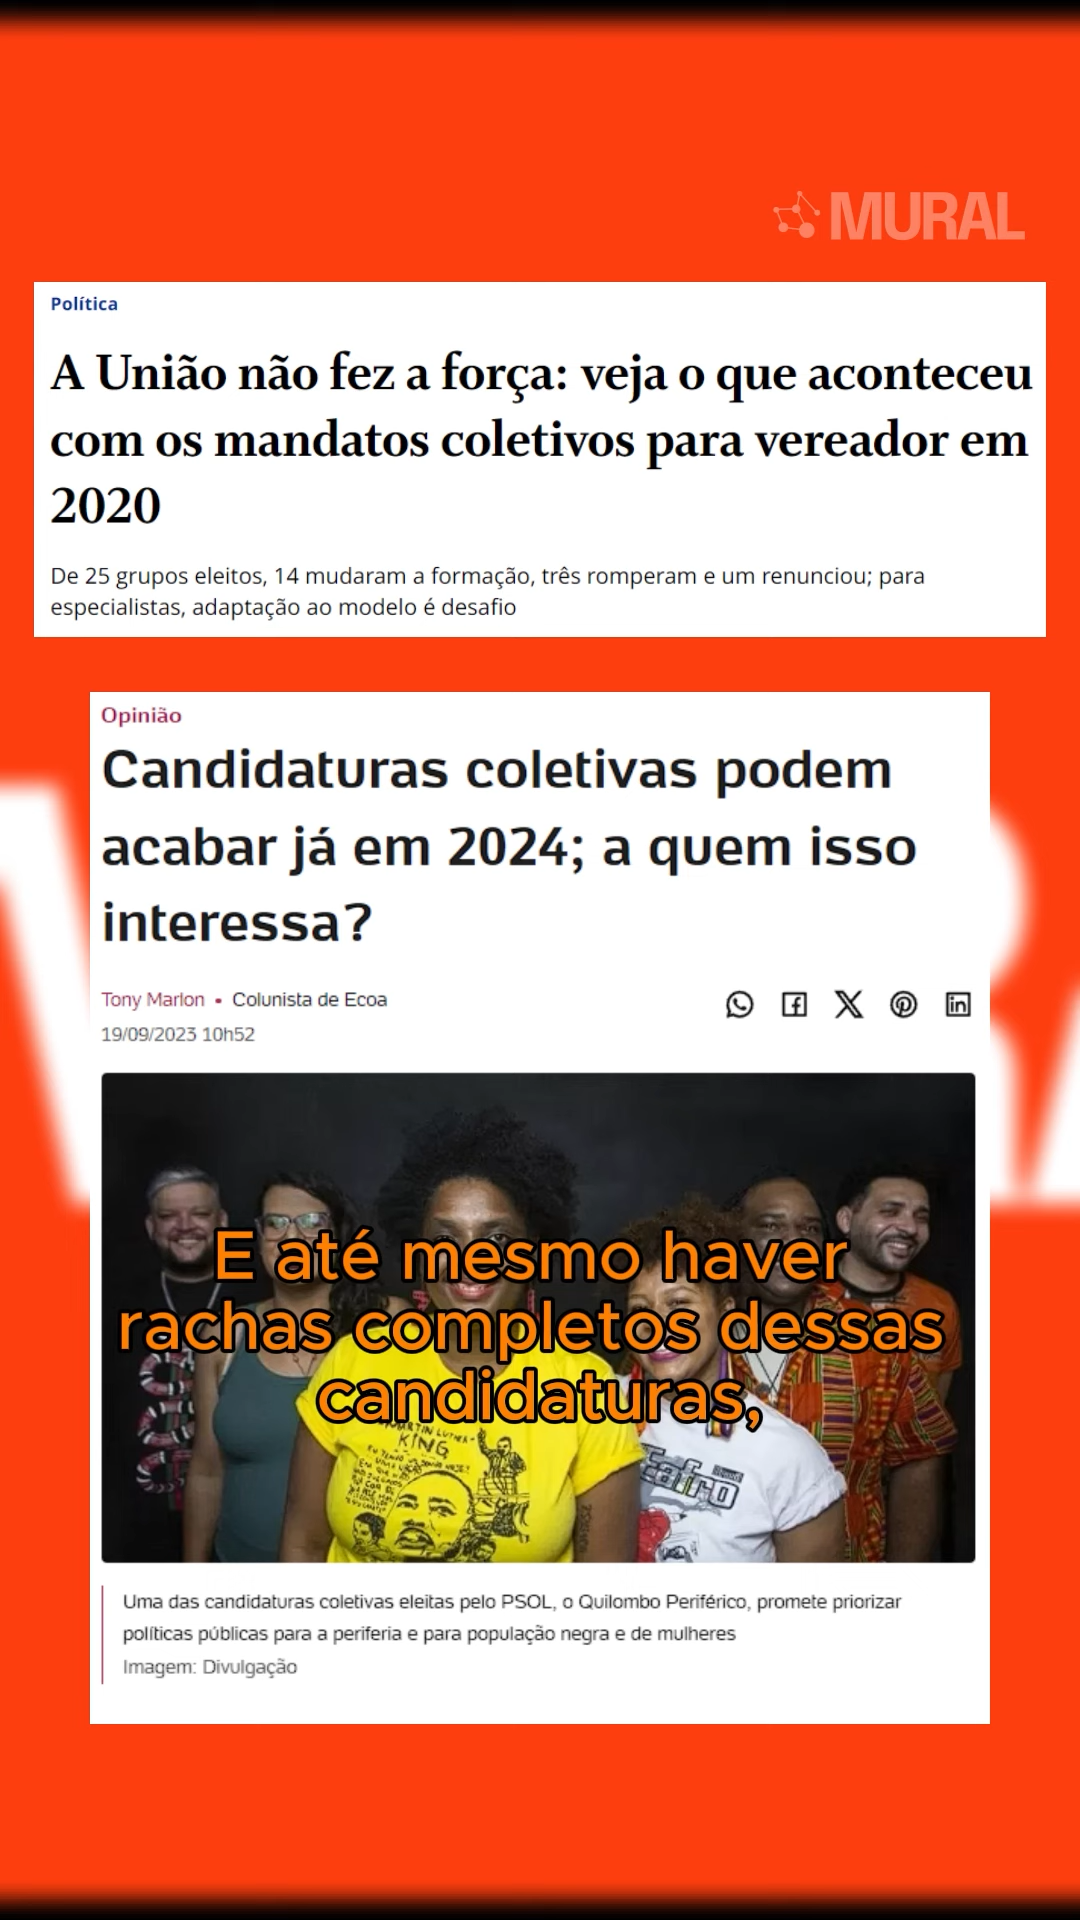 MURAL
Política
A União não fez a força: veja o que aconteceu
com os mandatos coletivos para vereador em
2020
De 25 grupos eleitos, 14 mudaram a formação, três romperam e um renunciou; para
especialistas, adaptação ao modelo é desafio
Opinião
Candidaturas coletivas podem
acabar já em 2024; a quem isso
interessa?
Tony Marlon • Colunista de Ecoa
19/09/2023 10h52
E até mesmo haver
rachas completos dessas
candidaturas,
MARTIN LUTHER
KING
Eafro
Uma das candidaturas coletivas eleitas pelo PSOL, o Quilombo Periférico, promete priorizar
políticas públicas para a periferia e para população negra e de mulheres
Imagem: Divulgação